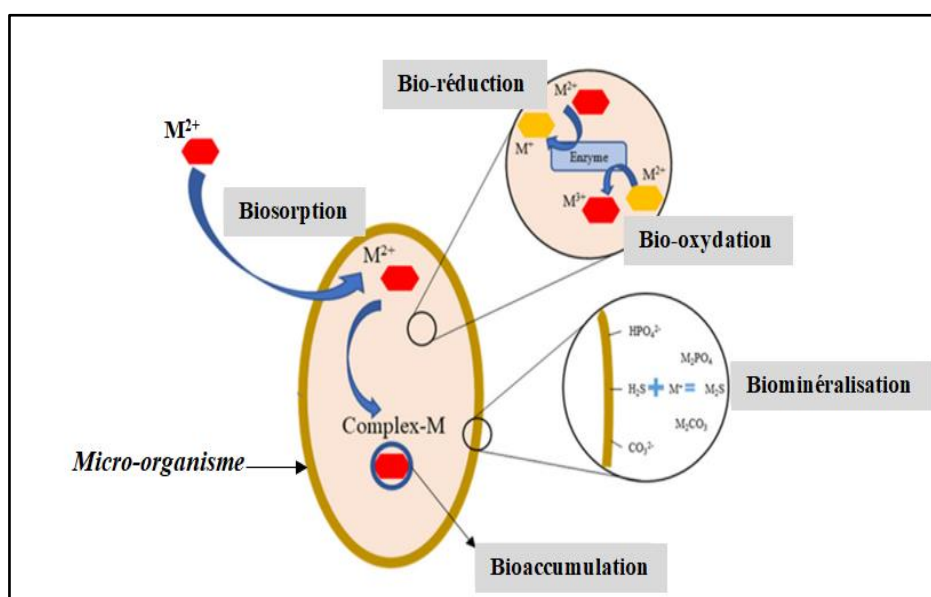 Bio-réduction
M²⁺
M⁺
Enzyme
M²⁺
M³⁺
Bio-oxydation
M²⁺
Biosorption
M²⁺
HPO₄²⁻
M₂PO₄
H₂S + M⁺ = M₂S
M₂CO₃
CO₃²⁻
Biominéralisation
Complex-M
Micro-organisme
Bioaccumulation